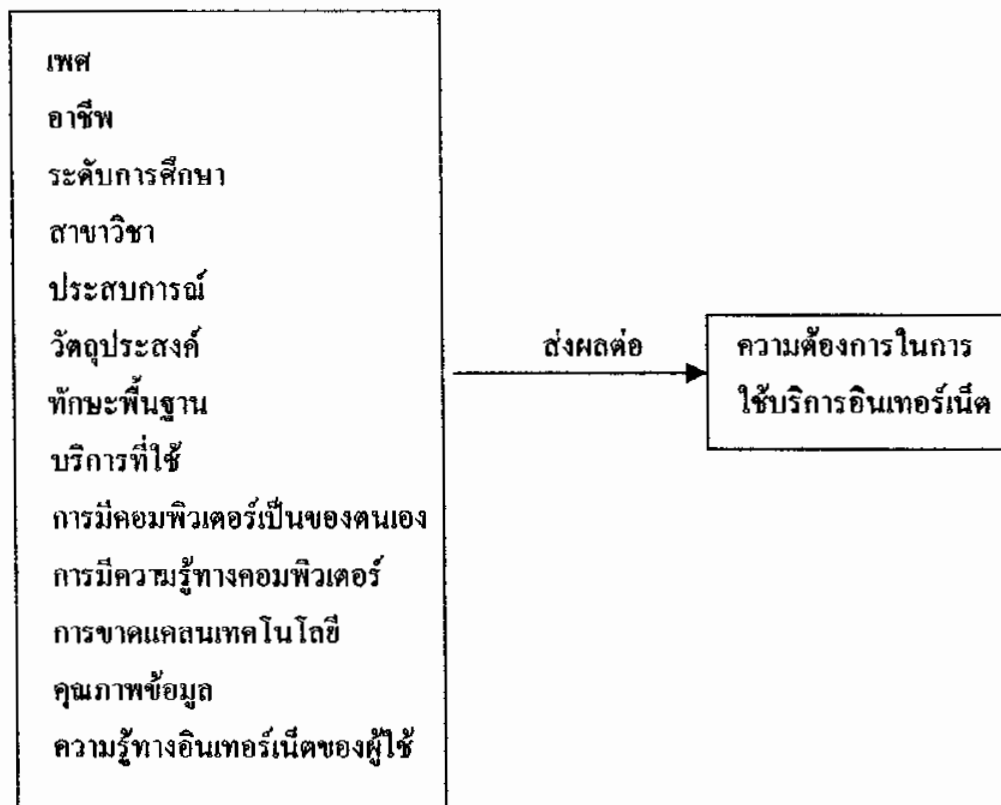 เพศ
อาชีพ
ระดับการศึกษา
สาขาวิชา
ประสบการณ์
วัตถุประสงค์
ทักษะพื้นฐาน
บริการที่ใช้
การมีคอมพิวเตอร์เป็นของตนเอง
การมีความรู้ทางคอมพิวเตอร์
การขาดแคลนเทคโนโลยี
คุณภาพข้อมูล
ความรู้ทางอินเทอร์เน็ตของผู้ใช้
ส่งผลต่อ
ความต้องการในการ
ใช้บริการอินเทอร์เน็ต